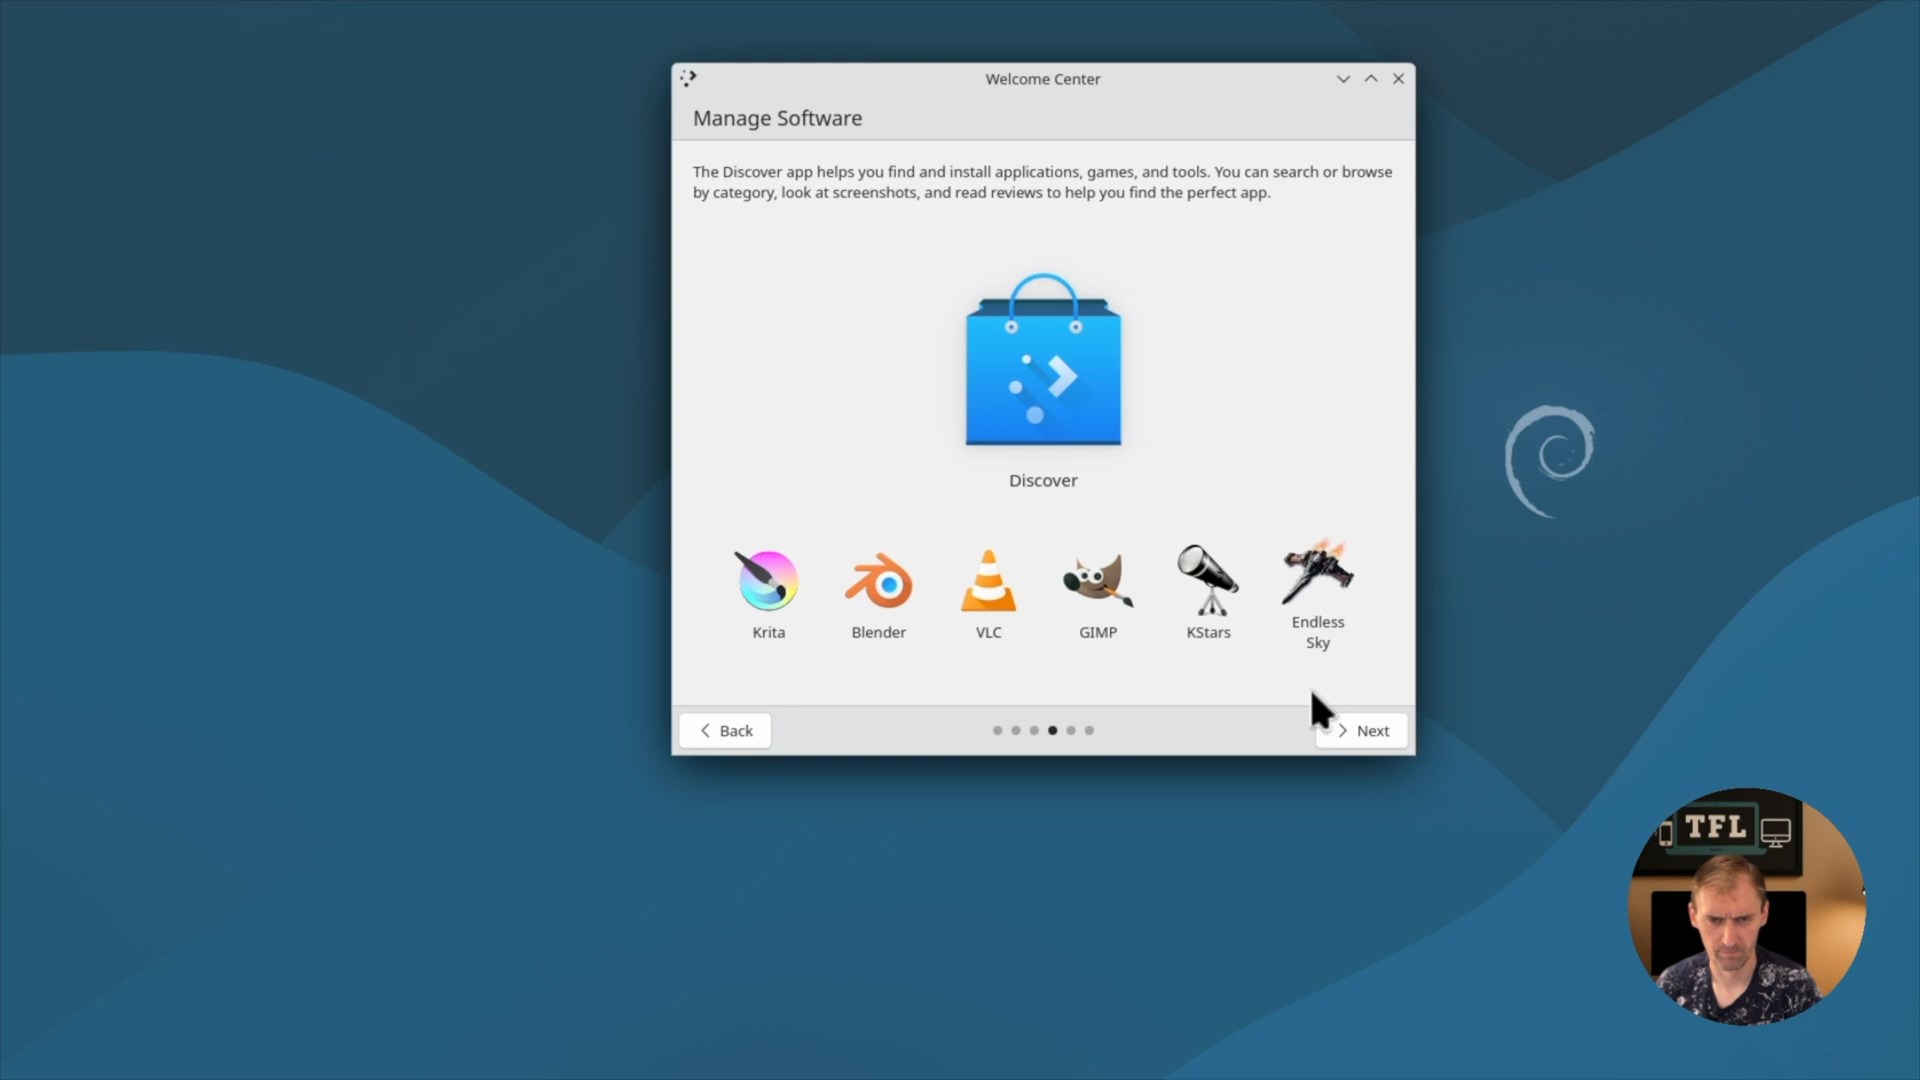 Welcome Center
Manage Software
The Discover app helps you find and install applications, games, and tools. You can search or browse
by category, look at screenshots, and read reviews to help you find the perfect app.
Discover
Krita
Blender
VLC
GIMP
KStars
Endless
Sky
Back
Next
TFL